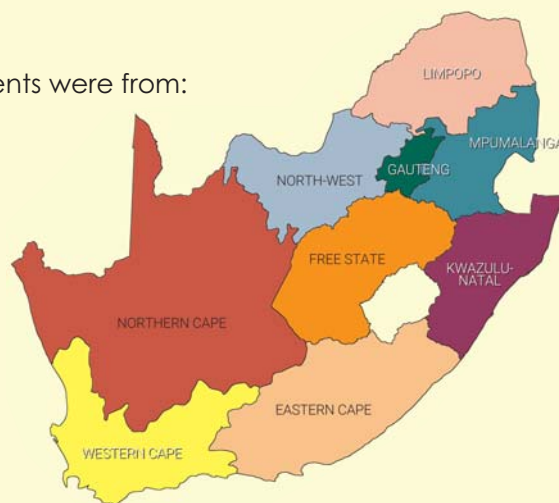 ents were from:
LIMPOPO
MPUMALANGA
GAUTENG
NORTH-WEST
FREE STATE
KWAZULU-
NATAL
NORTHERN CAPE
EASTERN CAPE
WESTERN CAPE